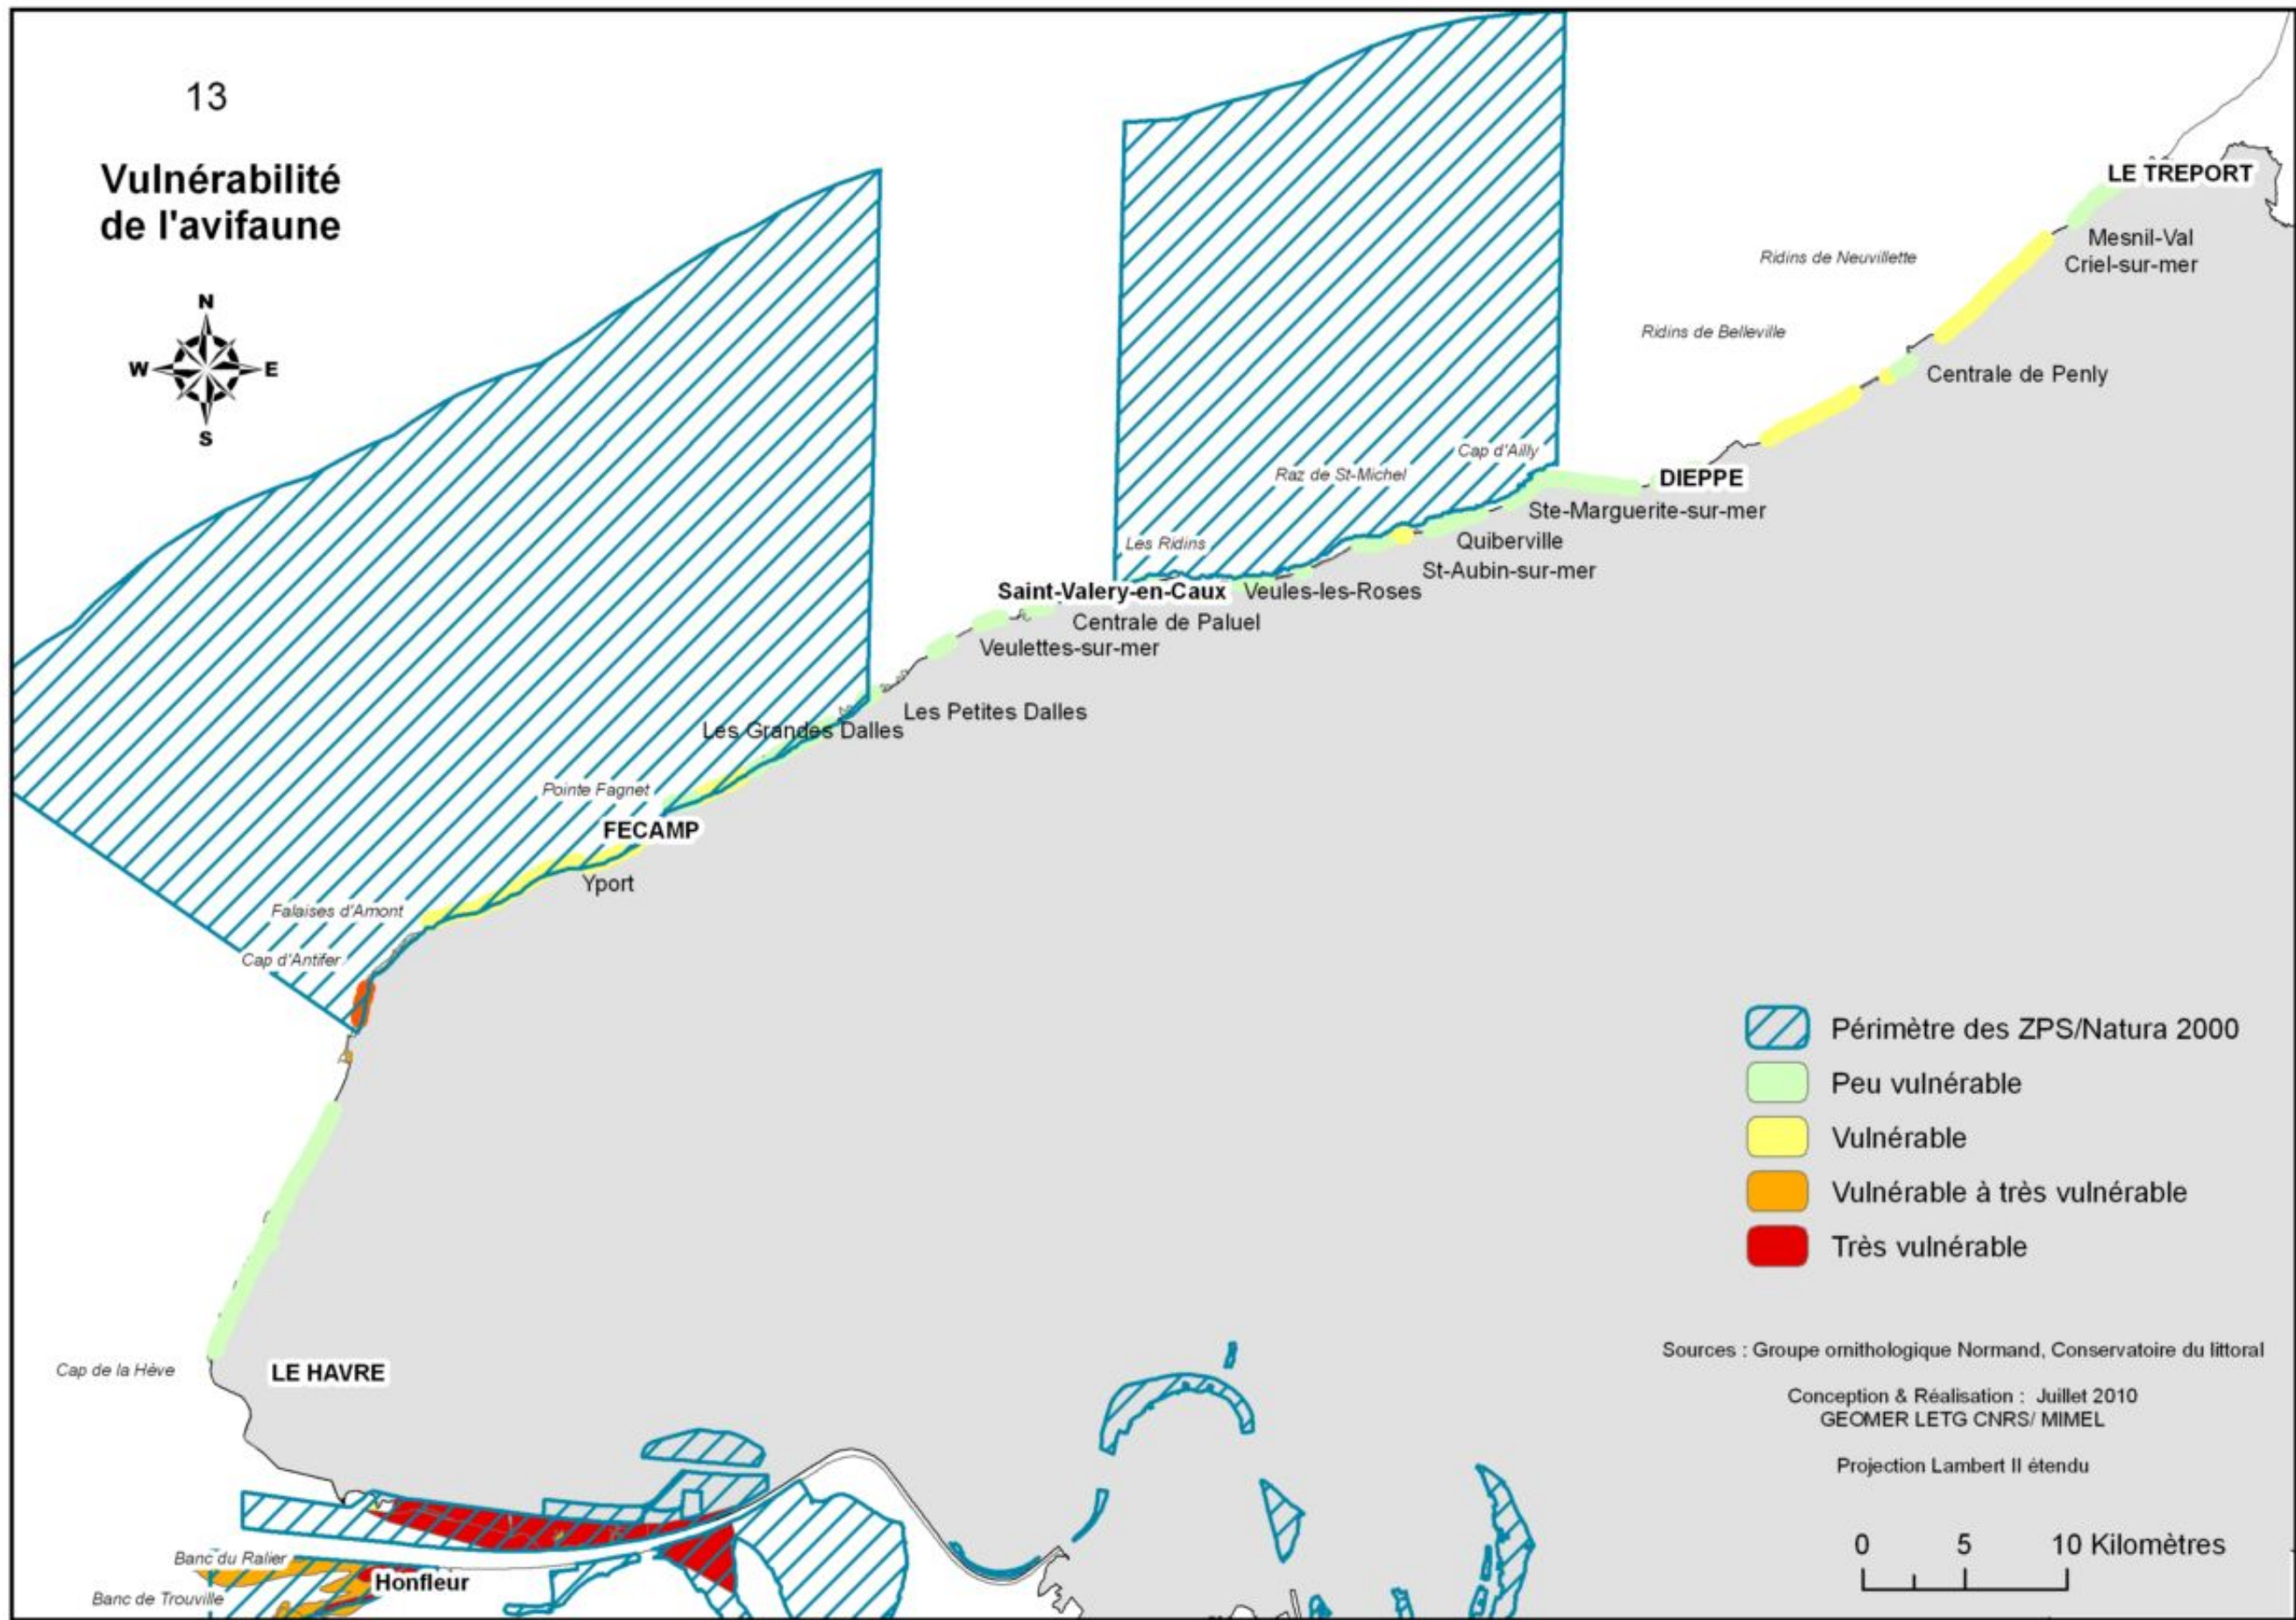 13
Vulnérabilité
de l'avifaune
N
W
E
S
LE TREPORT
Mesnil-Val
Criel-sur-mer
Ridins de Neuvillette
Ridins de Belleville
Centrale de Penly
Cap d'Ailly
Raz de St-Michel
DIEPPE
Ste-Marguerite-sur-mer
Les Ridins
Quiberville
St-Aubin-sur-mer
Saint-Valery-en-Caux
Veules-les-Roses
Centrale de Paluel
Veulettes-sur-mer
Les Petites Dalles
Les Grandes Dalles
Pointe Fagnet
FECAMP
Yport
Falaises d'Amont
Cap d'Antifer
Cap de la Hève
LE HAVRE
Banc du Ralier
Honfleur
Banc de Trouville
Périmètre des ZPS/Natura 2000
Peu vulnérable
Vulnérable
Vulnérable à très vulnérable
Très vulnérable
Sources : Groupe ornithologique Normand, Conservatoire du littoral
Conception & Réalisation : Juillet 2010
GEOMER LETG CNRS/ MIMEL
Projection Lambert II étendu
0 5 10 Kilomètres